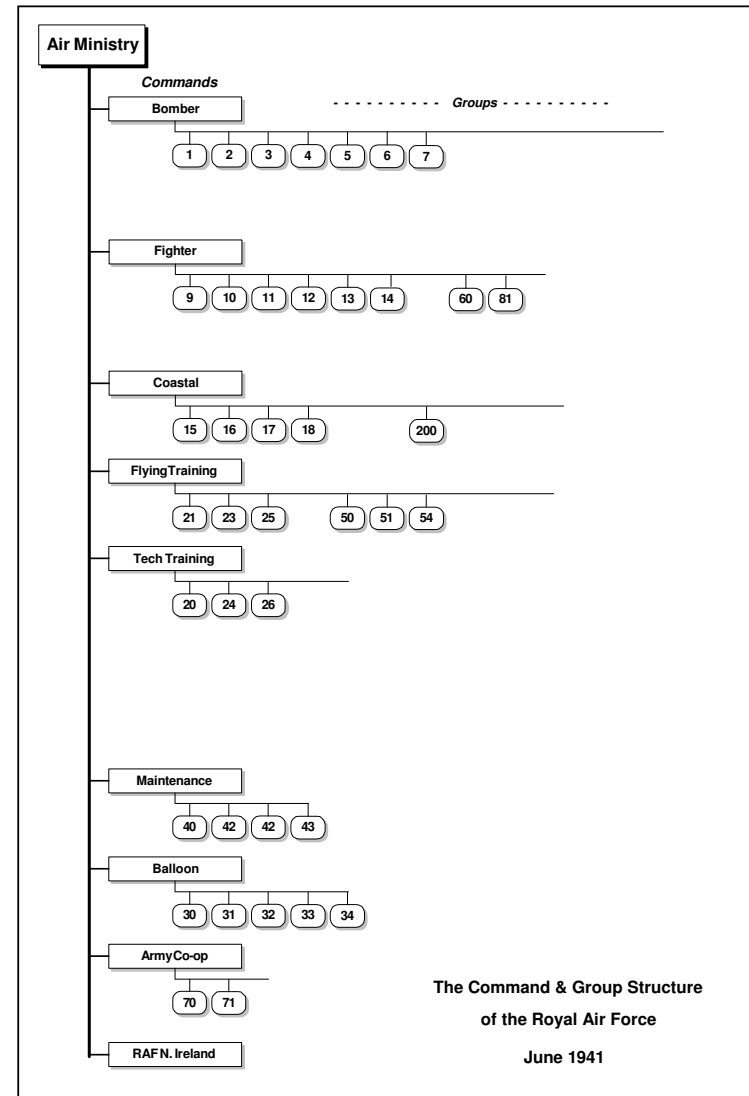 Air Ministry
Commands
- - - - - - - - - - Groups - - - - - - - - - -
Bomber
1 2 3 4 5 6 7
Fighter
9 10 11 12 13 14 60 81
Coastal
15 16 17 18 200
FlyingTraining
21 23 25 50 51 54
Tech Training
20 24 26
Maintenance
40 42 42 43
Balloon
30 31 32 33 34
ArmyCo-op
70 71
RAFN. Ireland
The Command & Group Structure
of the Royal Air Force
June 1941